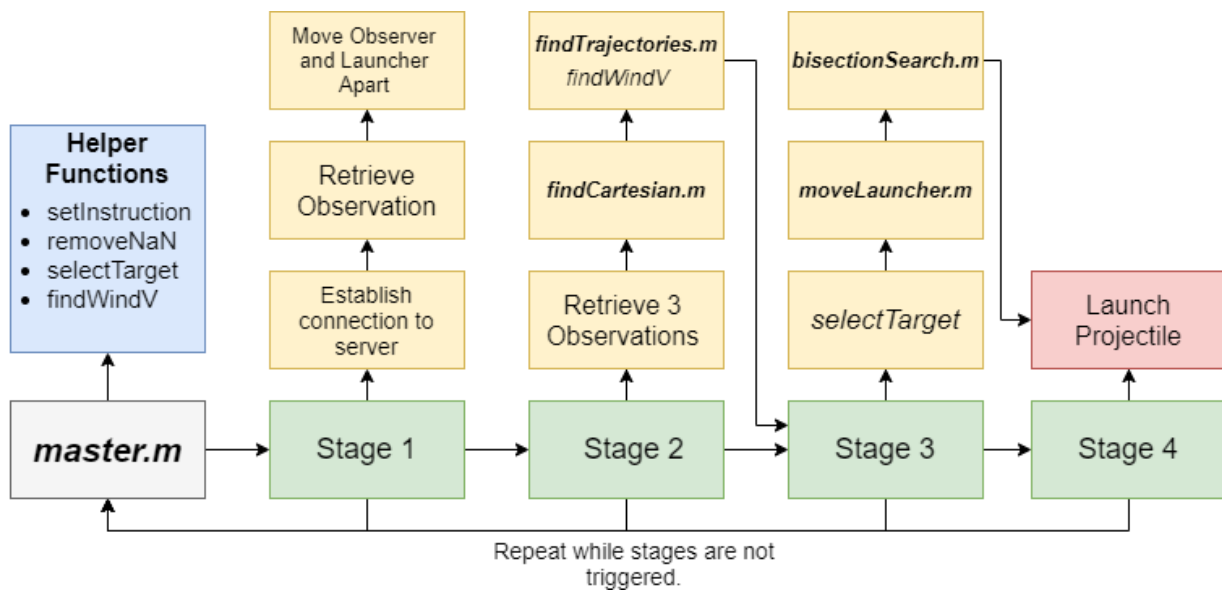 Move Observer
and Launcher
Apart
findTrajectories.m
findWindV
bisectionSearch.m
Helper
Functions
• setInstruction
• removeNaN
• selectTarget
• findWindV
Retrieve
Observation
findCartesian.m
moveLauncher.m
Establish
connection to
server
Retrieve 3
Observations
selectTarget
Launch
Projectile
master.m
Stage 1
Stage 2
Stage 3
Stage 4
Repeat while stages are not
triggered.